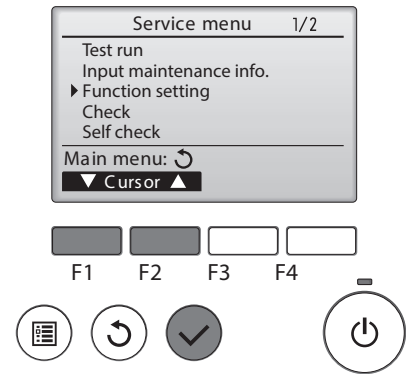 Service menu 1/2
Test run
Input maintenance info.
Function setting
Check
Self check
Main menu:
Cursor
F1 F2 F3 F4